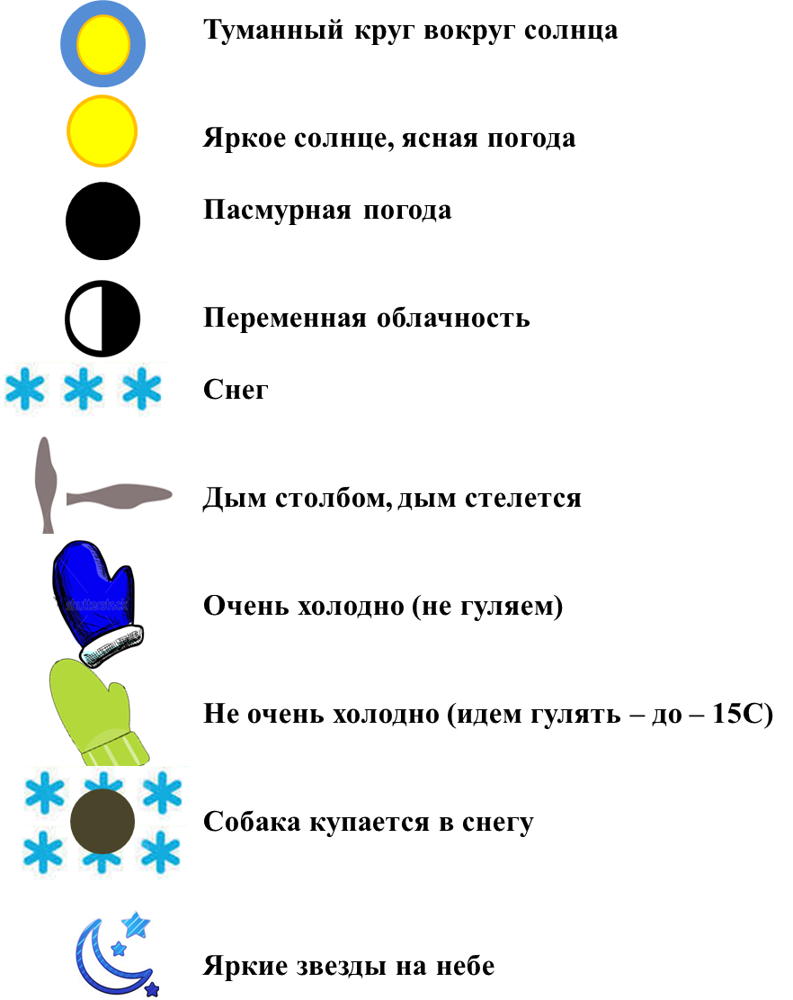 Туманный круг вокруг солнца
Яркое солнце, ясная погода
Пасмурная погода
Переменная облачность
Снег
Дым столбом, дым стелется
shutterstock
Очень холодно (не гуляем)
Не очень холодно (идем гулять – до – 15С)
Собака купается в снегу
Яркие звезды на небе